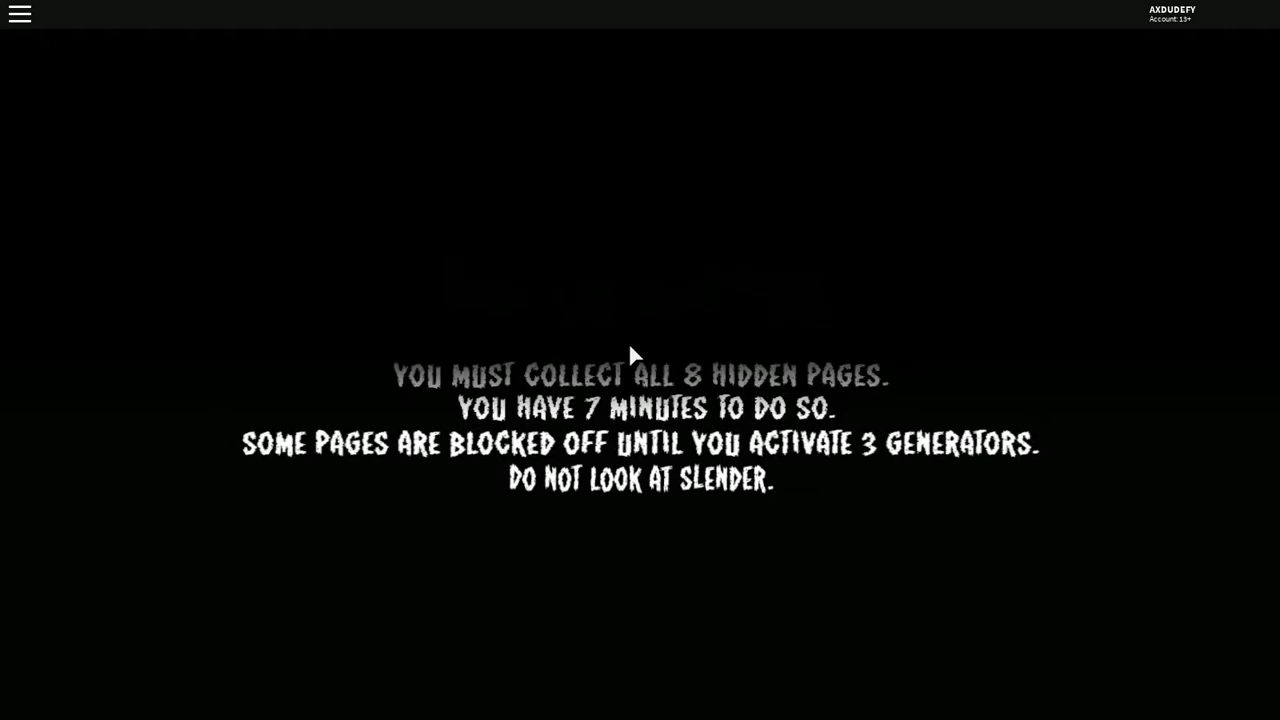 AXDUDEFY
Account: 13+
YOU MUST COLLECT ALL 8 HIDDEN PAGES.
YOU HAVE 7 MINUTES TO DO SO.
SOME PAGES ARE BLOCKED OFF UNTIL YOU ACTIVATE 3 GENERATORS.
DO NOT LOOK AT SLENDER.